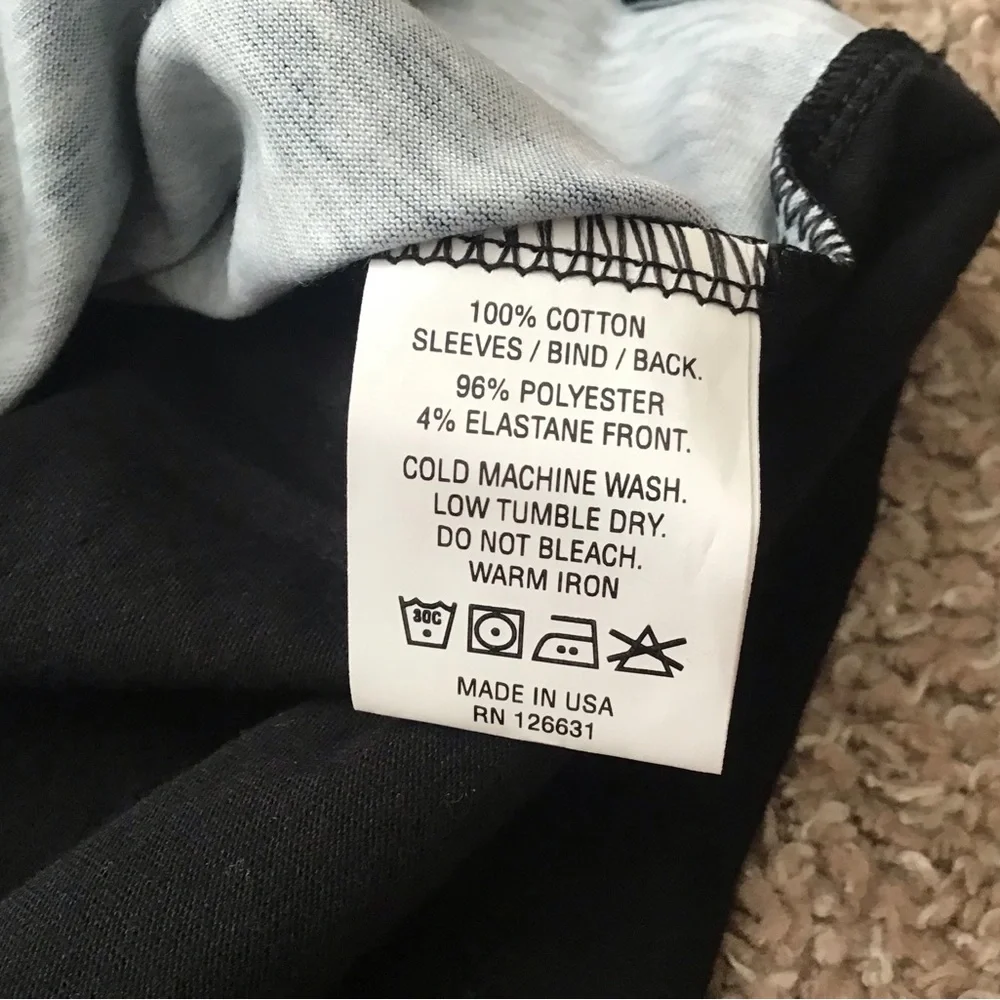 100% COTTON
SLEEVES / BIND / BACK.
96% POLYESTER
4% ELASTANE FRONT.
COLD MACHINE WASH.
LOW TUMBLE DRY.
DO NOT BLEACH.
WARM IRON
30C
MADE IN USA
RN 126631